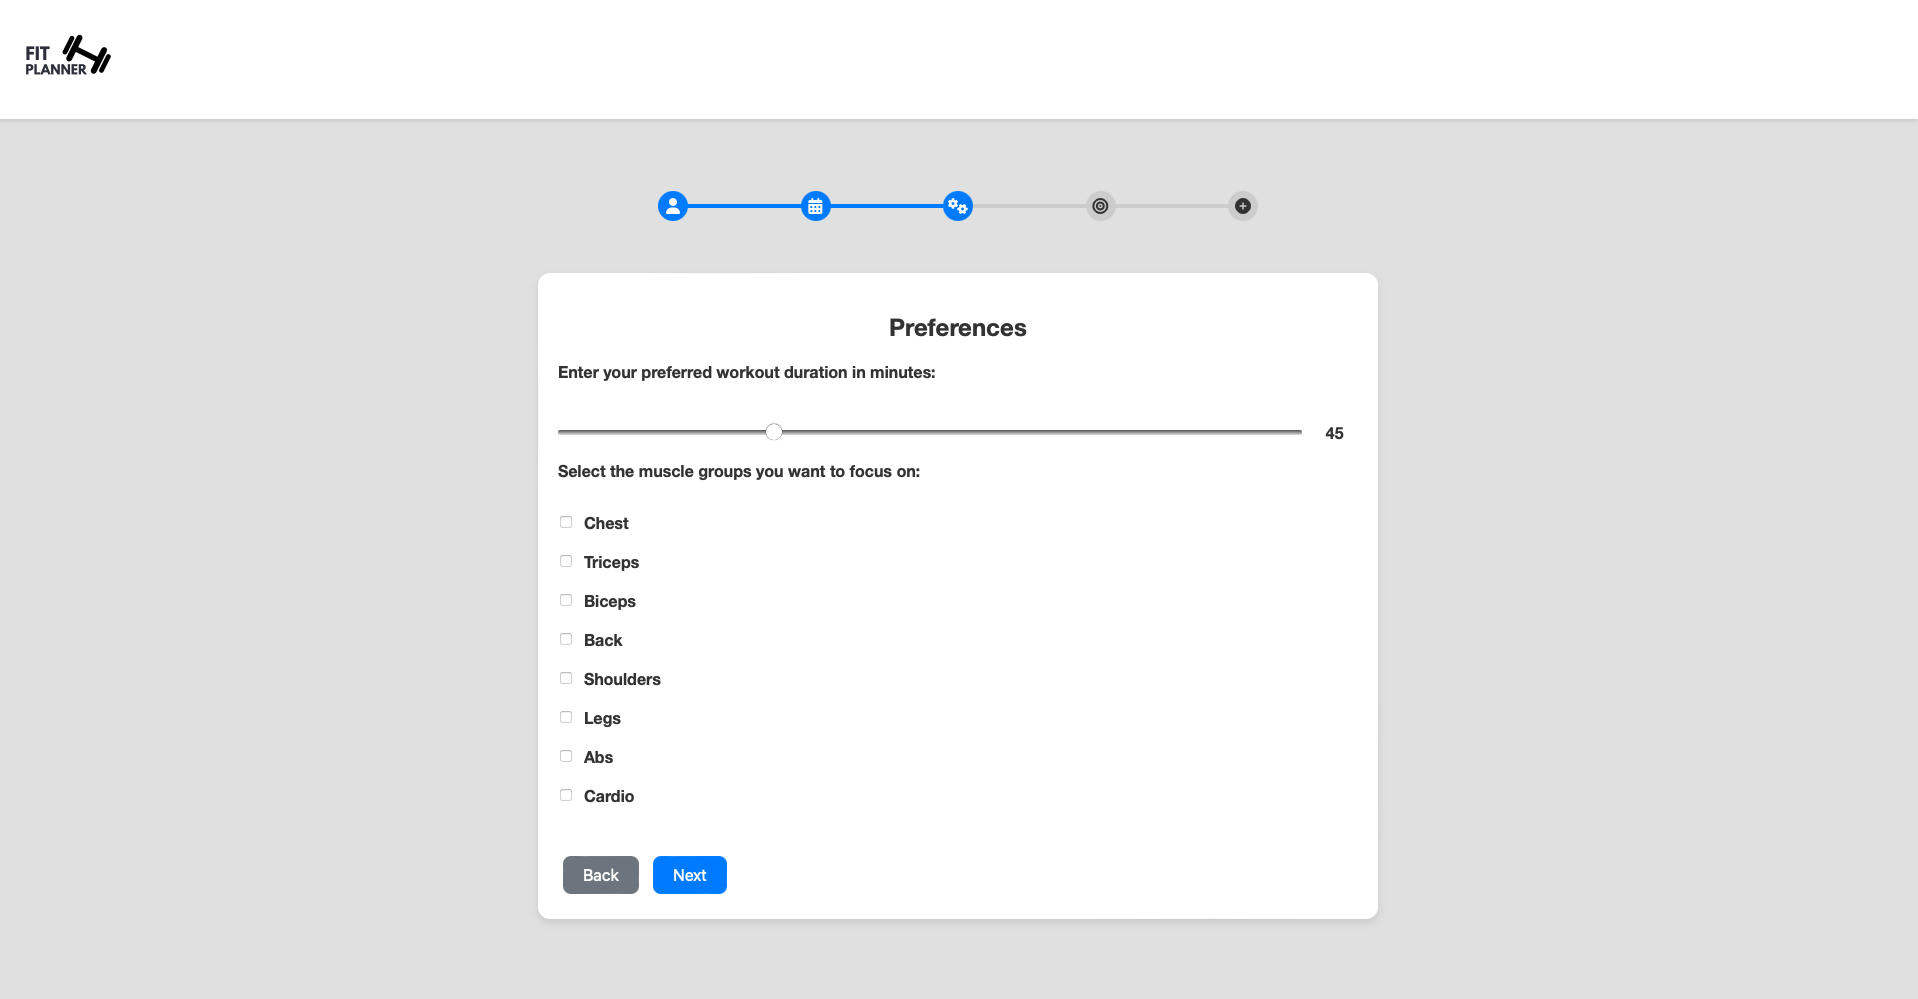 FIT
PLANNER
Preferences
Enter your preferred workout duration in minutes:
45
Select the muscle groups you want to focus on:
Chest
Triceps
Biceps
Back
Shoulders
Legs
Abs
Cardio
Back Next